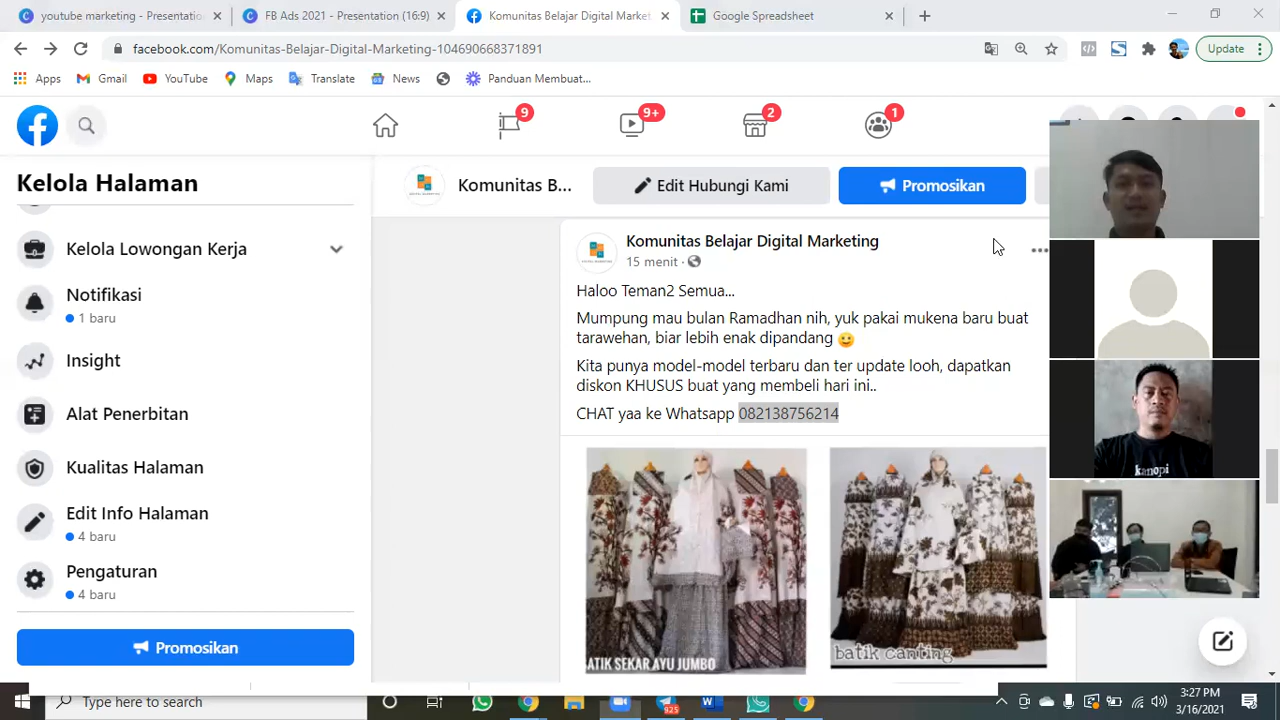 youtube marketing - Presentatio
FB Ads 2021 - Presentation (16:9)
Komunitas Belajar Digital Market
Google Spreadsheet
facebook.com/Komunitas-Belajar-Digital-Marketing-104690668371891
Update
Apps
Gmail
YouTube
Maps
Translate
News
Panduan Membuat...
9
9+
2
1
Kelola Halaman
Komunitas B...
Edit Hubungi Kami
Promosikan
Kelola Lowongan Kerja
Notifikasi
1 baru
Insight
Alat Penerbitan
Kualitas Halaman
Edit Info Halaman
4 baru
Pengaturan
4 baru
Promosikan
Komunitas Belajar Digital Marketing
15 menit ·
Haloo Teman2 Semua...
Mumpung mau bulan Ramadhan nih, yuk pakai mukena baru buat
tarawehan, biar lebih enak dipandang
Kita punya model-model terbaru dan ter update looh, dapatkan
diskon KHUSUS buat yang membeli hari ini..
CHAT yaa ke Whatsapp 082138756214
BATIK SEKAR AYU JUMBO
batik canting
kanopi
Type here to search
925
3:27 PM
3/16/2021